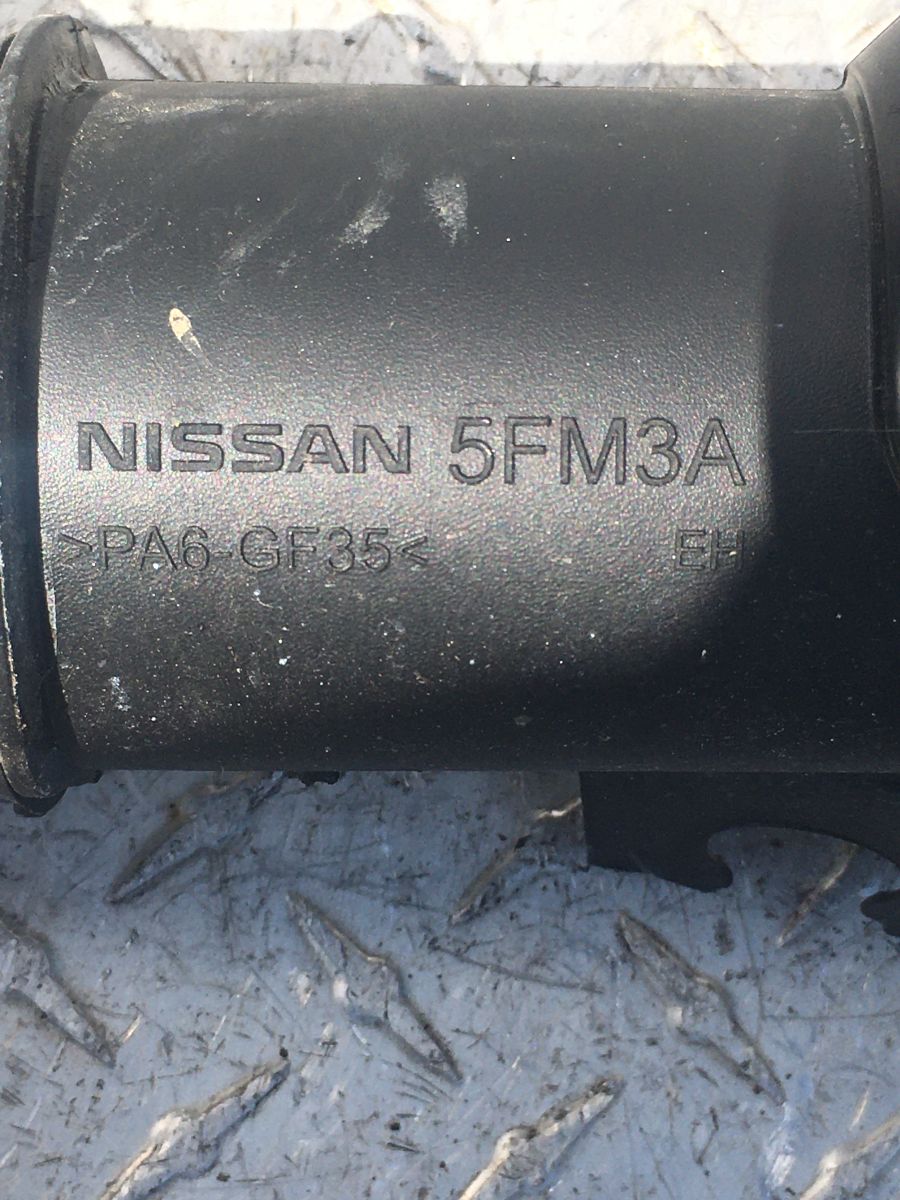 NISSAN 5FM3A
>PA6-GF35< EH